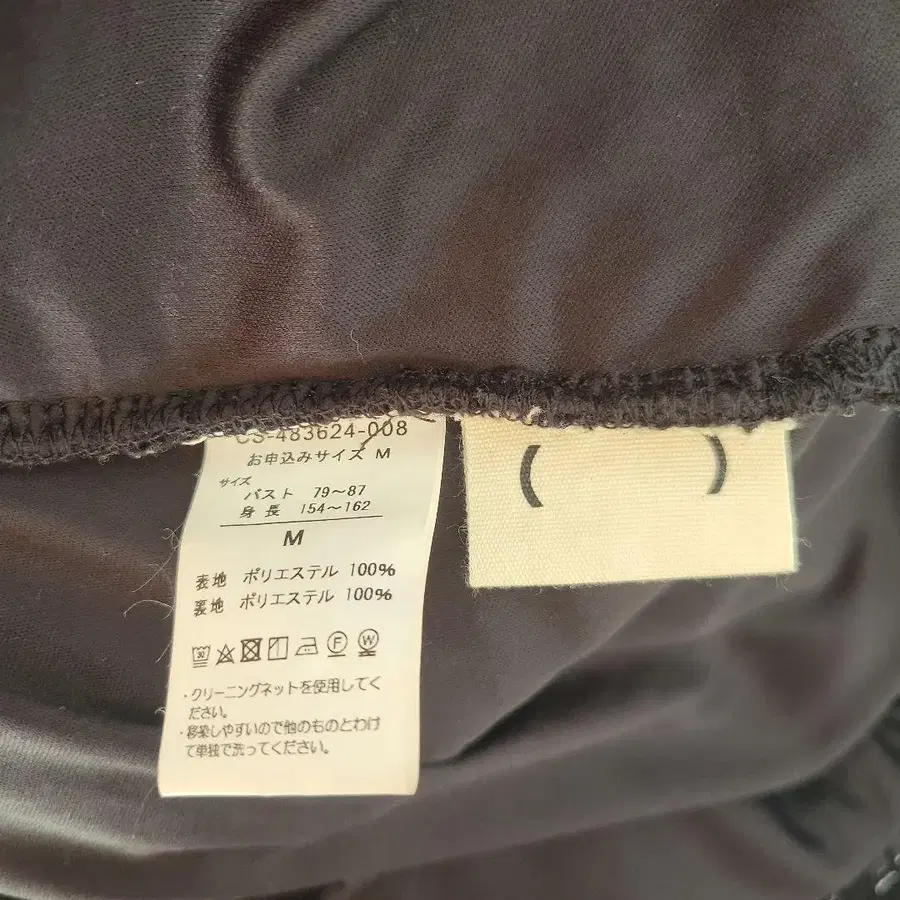 CS-483624-008
お申込みサイズ M
サイズ
バスト 79〜87
身長 154〜162
M
表地 ポリエステル 100%
裏地 ポリエステル 100%
30 F W
・クリーニングネットを使用してく
ださい。
・移染しやすいので他のものとわけ
て単独で洗ってください。
( )